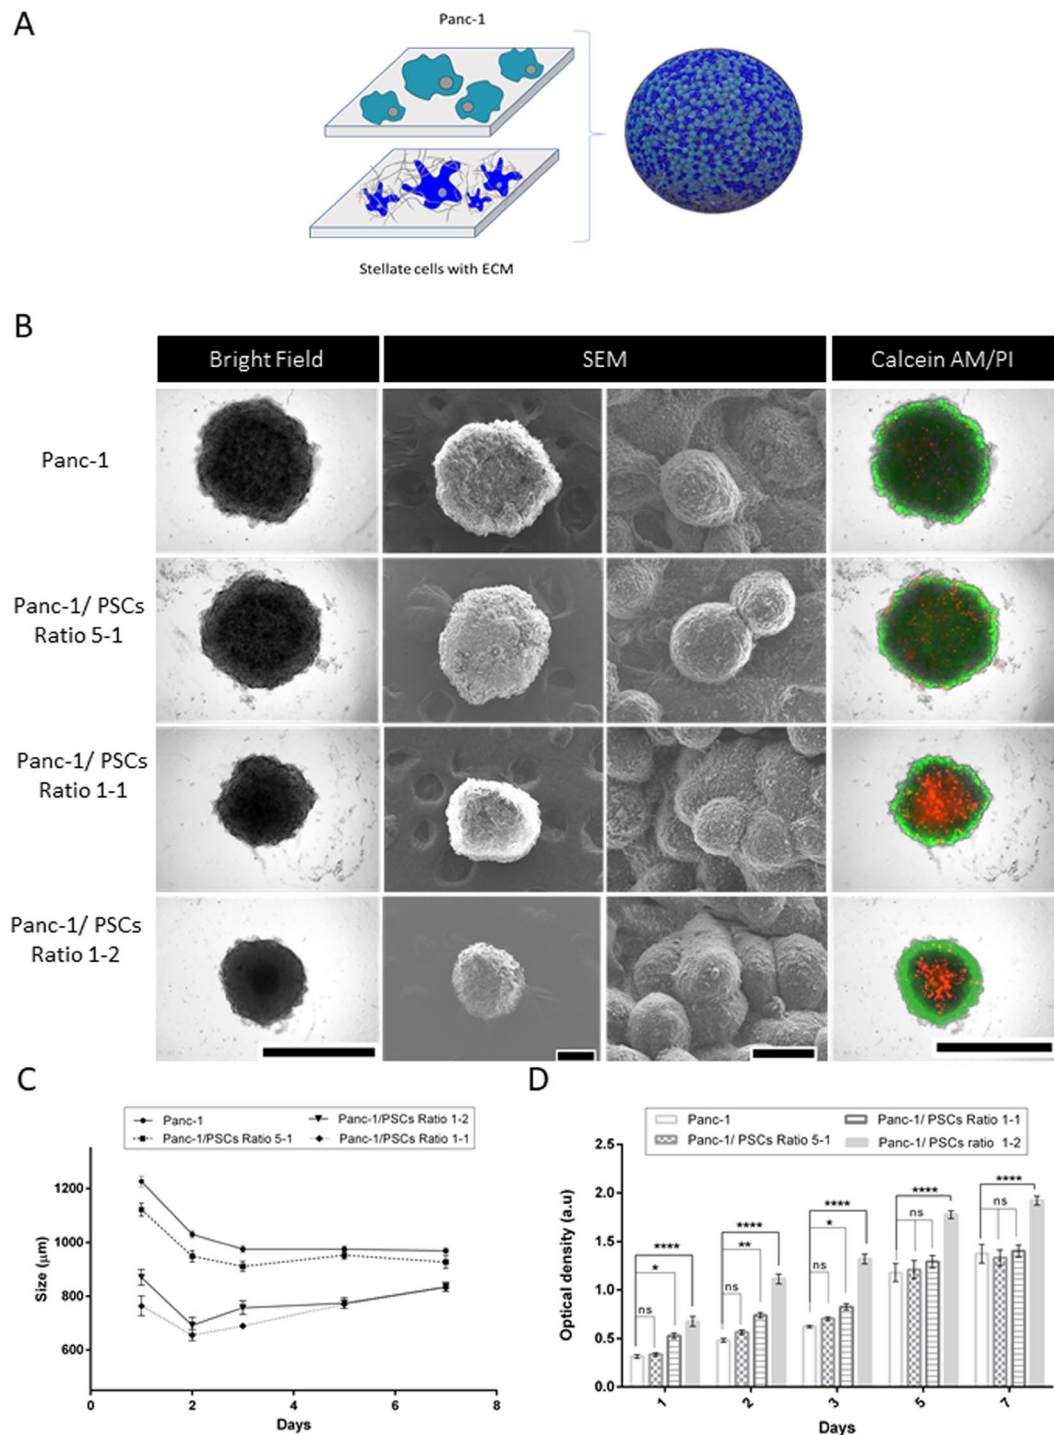 A
Panc-1
Stellate cells with ECM
B
Bright Field
SEM
Calcein AM/PI
Panc-1
Panc-1/ PSCs
Ratio 5-1
Panc-1/ PSCs
Ratio 1-1
Panc-1/ PSCs
Ratio 1-2
C
Panc-1
Panc-1/PSCs Ratio 1-2
Panc-1/PSCs Ratio 5-1
Panc-1/PSCs Ratio 1-1
Size (μm)
1200
1000
800
600
0
2
4
6
8
Days
D
Panc-1
Panc-1/ PSCs Ratio 1-1
Panc-1/ PSCs Ratio 5-1
Panc-1/ PSCs ratio 1-2
Optical density (a.u)
2.5
2.0
1.5
1.0
0.5
0.0
****
*
ns
****
**
ns
****
*
ns
****
ns
****
ns
1
2
3
5
7
Days